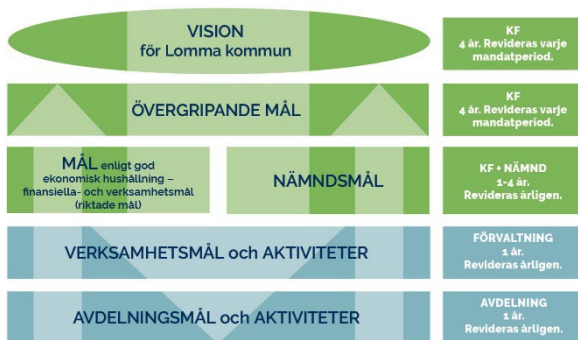 VISION
för Lomma kommun
KF
4 år. Revideras varje
mandatperiod.
ÖVERGRIPANDE MÅL
KF
4 år. Revideras varje
mandatperiod.
MÅL enligt god
ekonomisk hushållning –
finansiella- och verksamhetsmål
(riktade mål)
NÄMNDSMÅL
KF + NÄMND
1-4 år.
Revideras årligen.
VERKSAMHETSMÅL och AKTIVITETER
FÖRVALTNING
1 år.
Revideras årligen.
AVDELNINGSMÅL och AKTIVITETER
AVDELNING
1 år.
Revideras årligen.